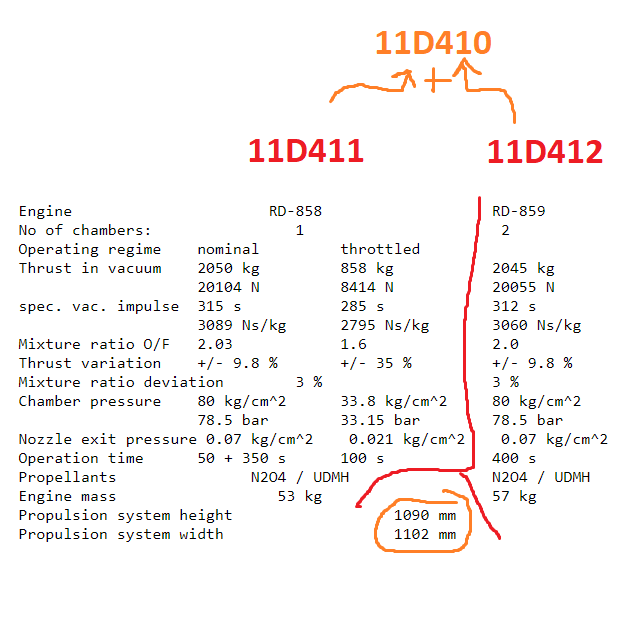 11D410
+
11D411 11D412
Engine RD-858 RD-859
No of chambers: 1 2
Operating regime nominal throttled
Thrust in vacuum 2050 kg 858 kg 2045 kg
20104 N 8414 N 20055 N
spec. vac. impulse 315 s 285 s 312 s
3089 Ns/kg 2795 Ns/kg 3060 Ns/kg
Mixture ratio O/F 2.03 1.6 2.0
Thrust variation +/- 9.8 % +/- 35 % +/- 9.8 %
Mixture ratio deviation 3 % 3 %
Chamber pressure 80 kg/cm^2 33.8 kg/cm^2 80 kg/cm^2
78.5 bar 33.15 bar 78.5 bar
Nozzle exit pressure 0.07 kg/cm^2 0.021 kg/cm^2 0.07 kg/cm^2
Operation time 50 + 350 s 100 s 400 s
Propellants N2O4 / UDMH N2O4 / UDMH
Engine mass 53 kg 57 kg
Propulsion system height 1090 mm
Propulsion system width 1102 mm